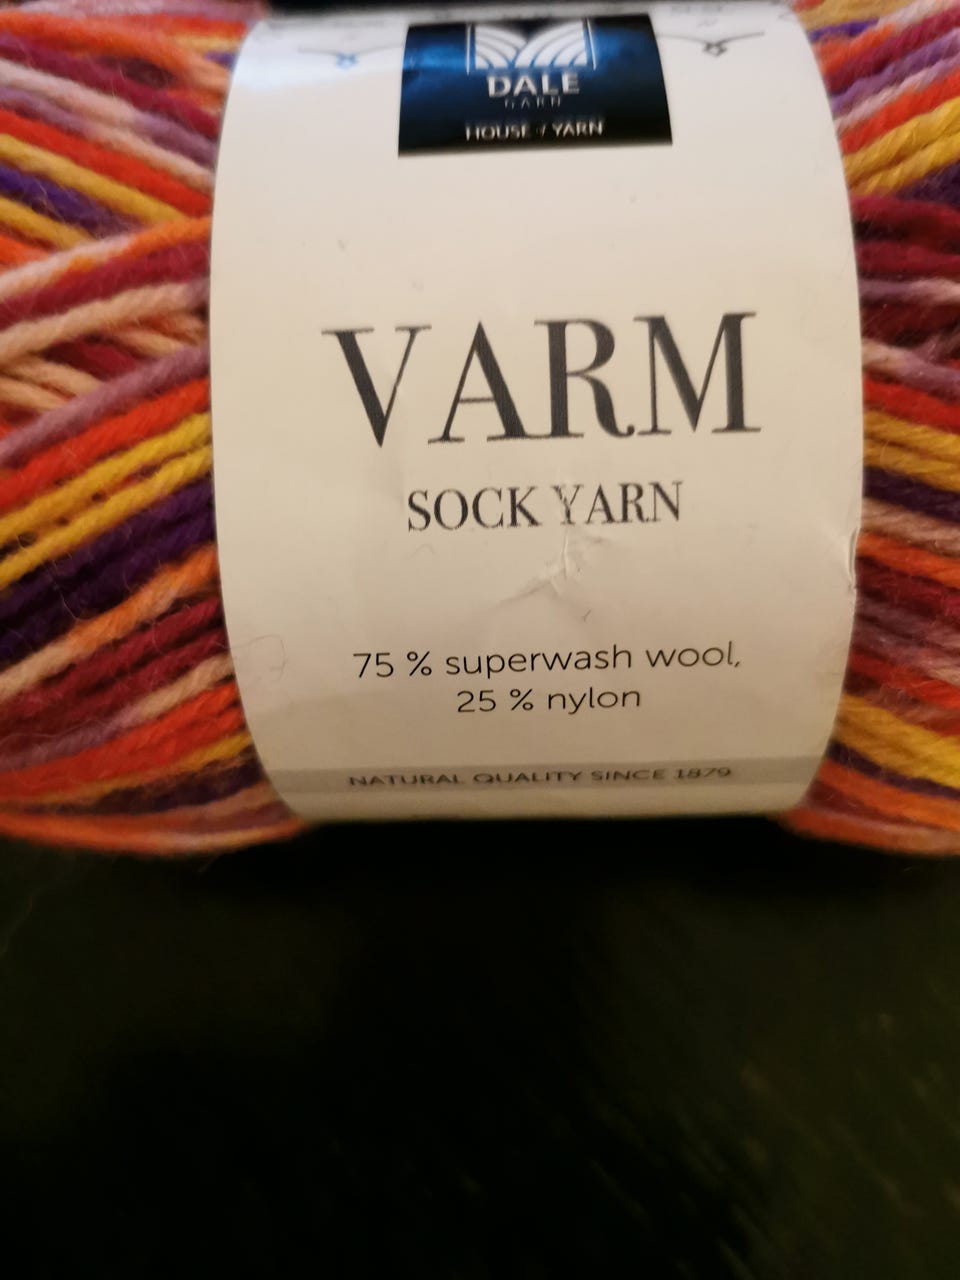 DALE
GARN
HOUSE of YARN
VARM
SOCK YARN
75 % superwash wool,
25 % nylon
NATURAL QUALITY SINCE 1879